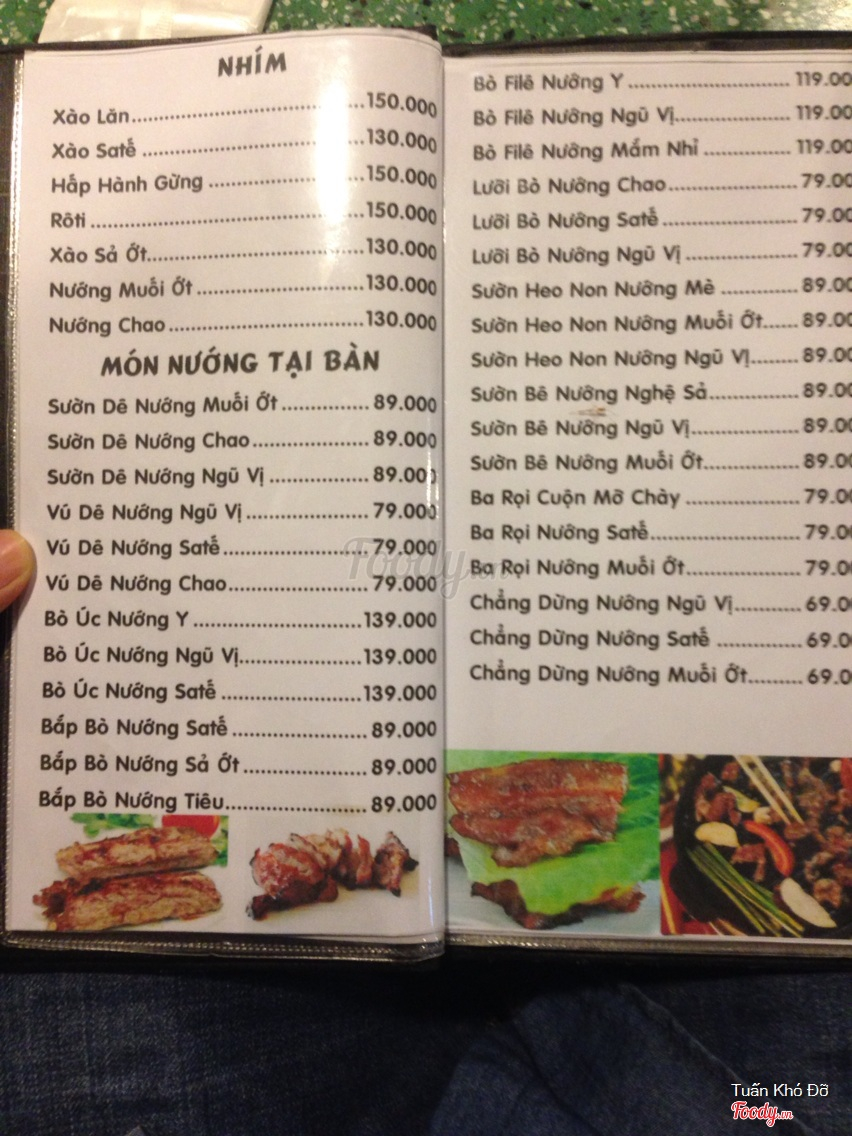 NHÍM
Xào Lăn....................................150.000
Xào Satế ..................................130.000
Hấp Hành Gừng .........................150.000
Rôti .........................................150.000
Xào Sả Ớt..................................130.000
Nướng Muối Ớt ..........................130.000
Nướng Chao ..............................130.000
MÓN NƯỚNG TẠI BÀN
Sườn Dê Nướng Muối Ớt .............. 89.000
Sườn Dê Nướng Chao.................. 89.000
Sườn Dê Nướng Ngũ Vị ................ 89.000
Vú Dê Nướng Ngũ Vị ................... 79.000
Vú Dê Nướng Satế....................... 79.000
Vú Dê Nướng Chao...................... 79.000
Bò Úc Nướng Y ..........................139.000
Bò Úc Nướng Ngũ Vị...................139.000
Bò Úc Nướng Satế .....................139.000
Bắp Bò Nướng Satế .................... 89.000
Bắp Bò Nướng Sả Ớt ................... 89.000
Bắp Bò Nướng Tiêu...................... 89.000
Bò Filê Nướng Y ........................... 119.00
Bò Filê Nướng Ngũ Vị................... 119.00
Bò Filê Nướng Mắm Nhỉ .............. 119.00
Lưỡi Bò Nướng Chao.................... 79.00
Lưỡi Bò Nướng Satế ..................... 79.00
Lưỡi Bò Nướng Ngũ Vị ................. 79.00
Sườn Heo Non Nướng Mè ............ 89.00
Sườn Heo Non Nướng Muối Ớt...... 89.00
Sườn Heo Non Nướng Ngũ Vị........ 89.00
Sườn Bê Nướng Nghệ Sả............... 89.00
Sườn Bê Nướng Ngũ Vị................. 89.00
Sườn Bê Nướng Muối Ớt............... 89.00
Ba Rọi Cuộn Mỡ Chày .................. 79.00
Ba Rọi Nướng Satế........................ 79.00
Ba Rọi Nướng Muối Ớt.................. 79.00
Chẳng Dừng Nướng Ngũ Vị........... 69.0
Chẳng Dừng Nướng Satế .............. 69.0
Chẳng Dừng Nướng Muối Ớt......... 69.0
Foody.vn
Tuấn Khó Đỡ
Foody.vn